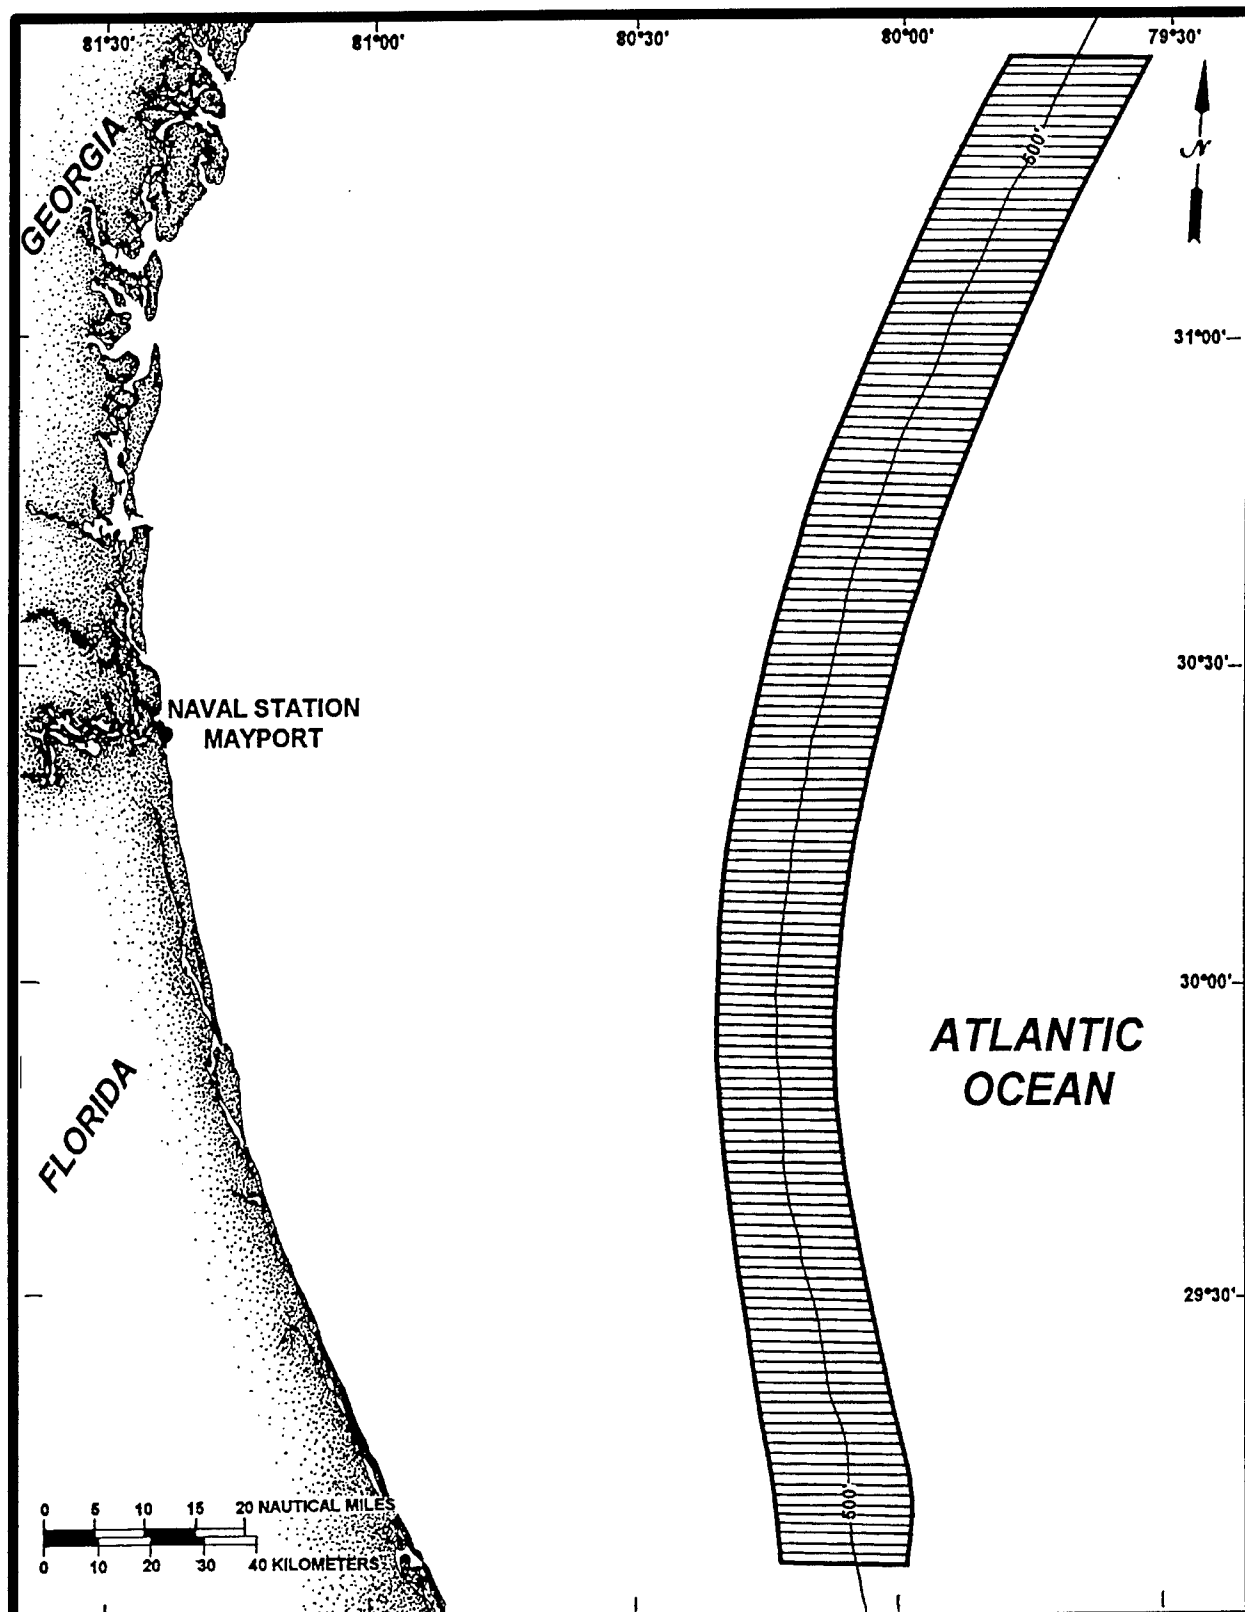 81°30'
81°00'
80°30'
80°00'
79°30'
N
GEORGIA
500'
31°00'
30°30'
NAVAL STATION
MAYPORT
30°00'
ATLANTIC
OCEAN
FLORIDA
29°30'
500'
0 5 10 15 20 NAUTICAL MILES
0 10 20 30 40 KILOMETERS